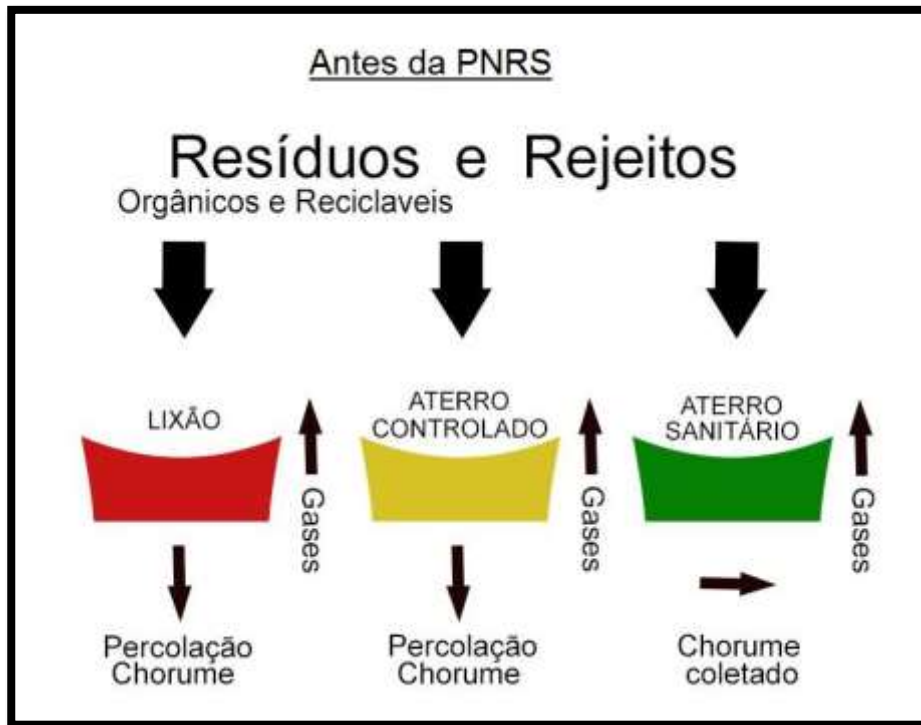 Antes da PNRS
Resíduos e Rejeitos
Orgânicos e Reciclaveis
LIXÃO
Gases
Percolação
Chorume
ATERRO
CONTROLADO
Gases
Percolação
Chorume
ATERRO
SANITÁRIO
Gases
Chorume
coletado